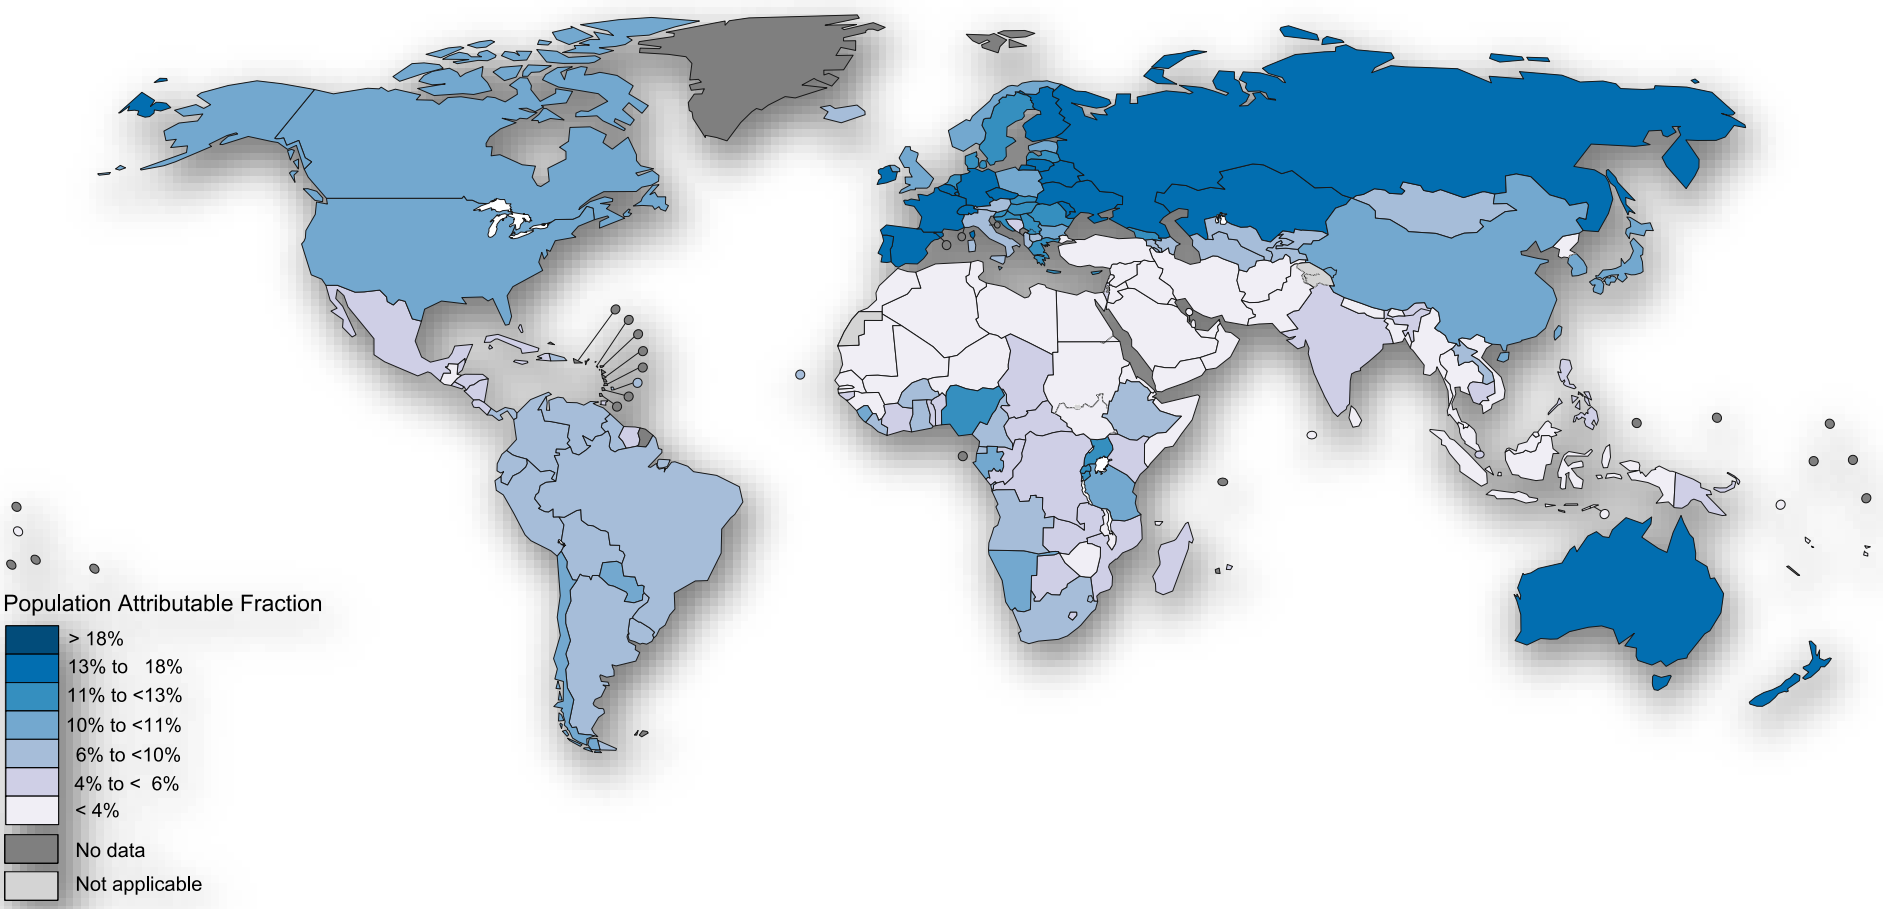 Population Attributable Fraction
> 18%
13% to 18%
11% to <13%
10% to <11%
6% to <10%
4% to < 6%
< 4%
No data
Not applicable